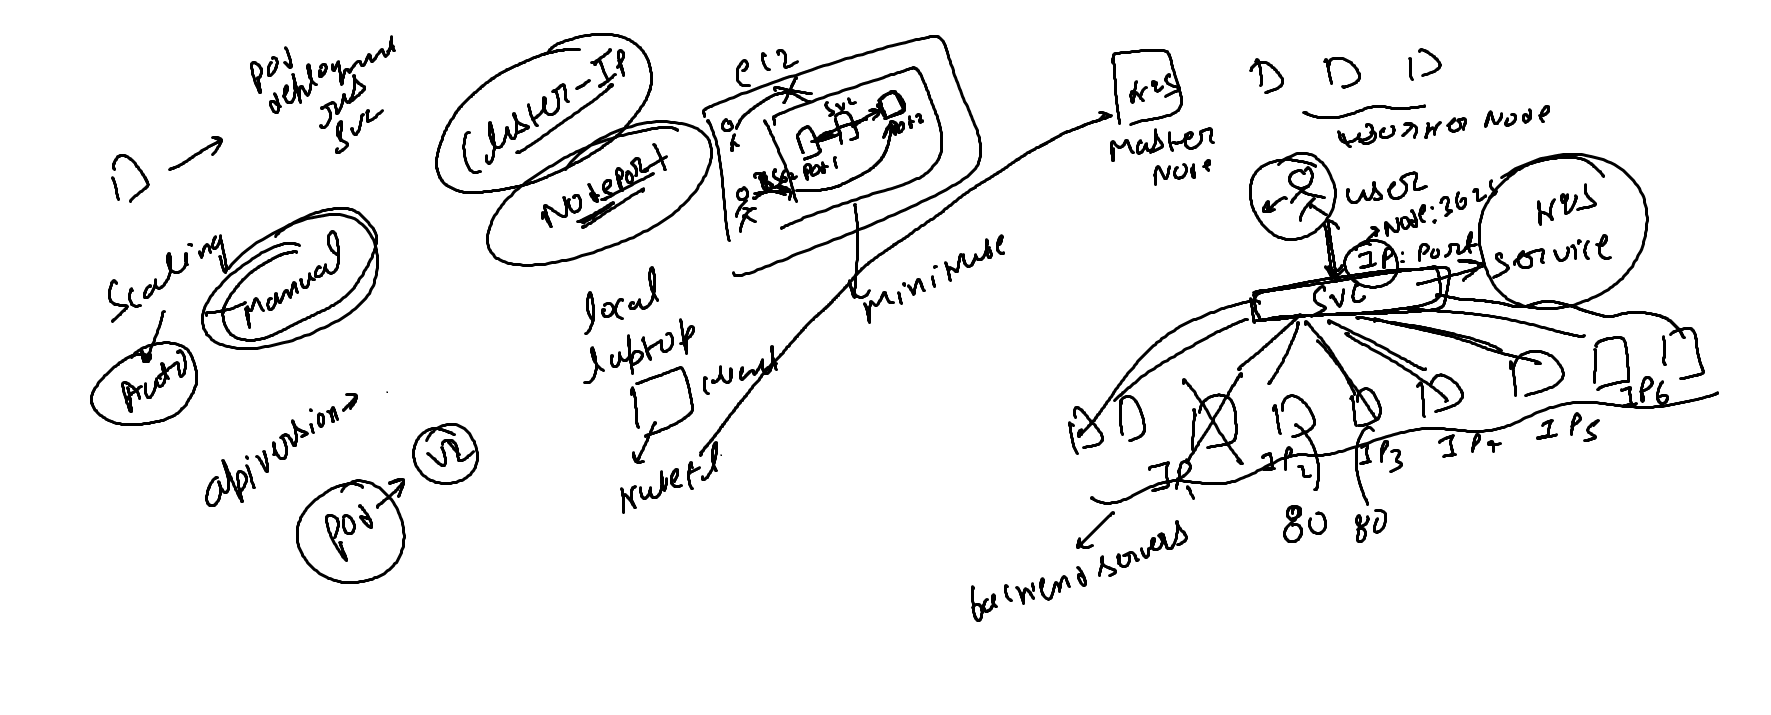 pod
deployment
rs
svc
Scaling
Manual
Auto
apiversion
pod
V2
Cluster-IP
Nodeport
EC2
svc
pod1
pod2
minikube
local
laptop
client
kubectl
K8S
Master
Node
worker Node
user
Node:3625
IP: Port
K8S
service
svc
IP1
IP2
IP3
IP4
IP5
IP6
80 80
backend servers